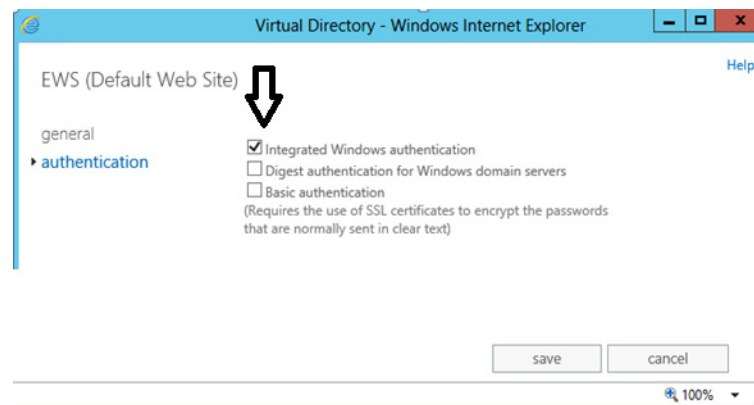 Virtual Directory - Windows Internet Explorer
Help
EWS (Default Web Site)
general
authentication
Integrated Windows authentication
Digest authentication for Windows domain servers
Basic authentication
(Requires the use of SSL certificates to encrypt the passwords
that are normally sent in clear text)
save
cancel
100%